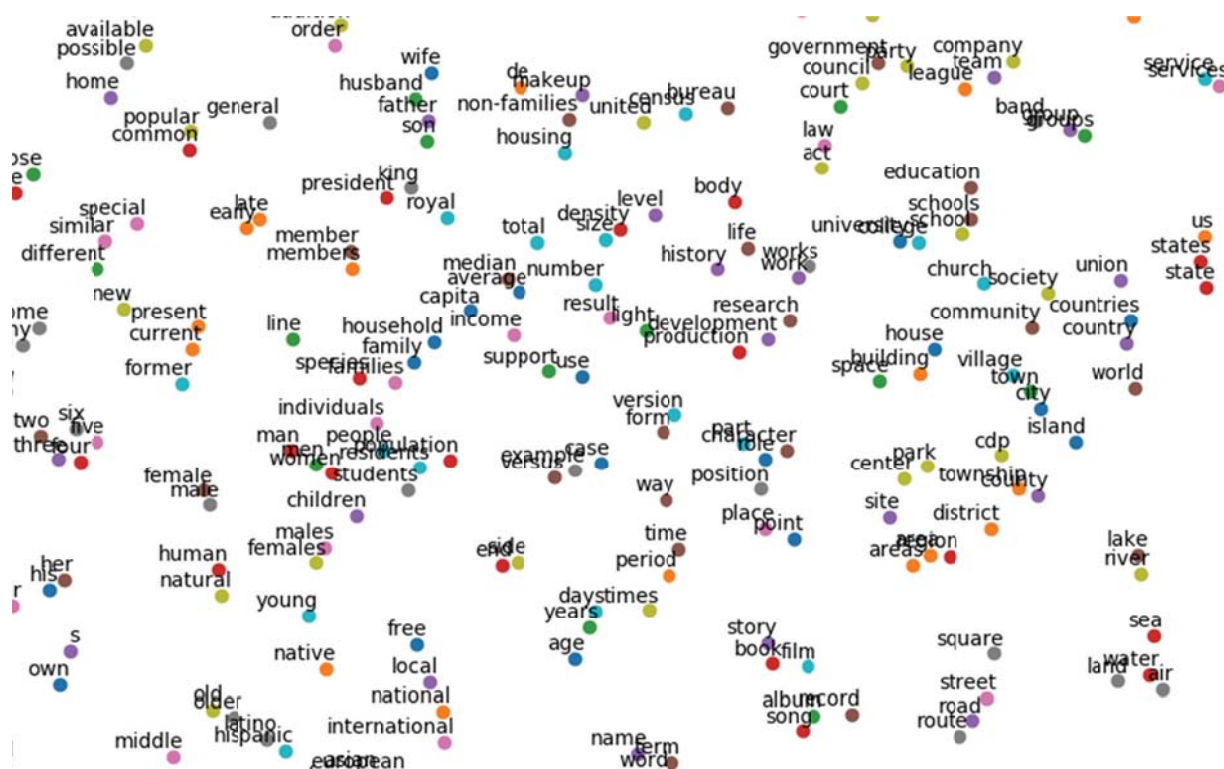 available
order
possible
home
popular
common
general
wife
husband
father
son
de
makeup
non-families
housing
united
census
bureau
government
party
council
court
law
act
company
team
league
band
group
groups
service
services
king
president
royal
special
similar
different
late
early
member
members
total
density
size
level
body
life
history
works
work
education
schools
school
university
college
church
society
community
union
countries
country
us
states
state
new
present
current
former
line
median
average
capita
income
number
result
light
research
development
production
household
family
species
families
support
use
house
building
space
village
town
city
island
world
two
six
five
three
four
individuals
man
men
women
people
population
residents
students
children
version
form
part
character
role
example
case
versus
position
way
place
point
park
center
cdp
township
county
site
district
area
region
areas
female
male
males
females
human
natural
young
her
his
end
side
time
period
days
times
years
age
lake
river
s
own
free
native
local
national
international
old
older
latino
hispanic
middle
asian
european
story
book
film
album
record
song
name
term
word
square
street
road
route
sea
water
land
air